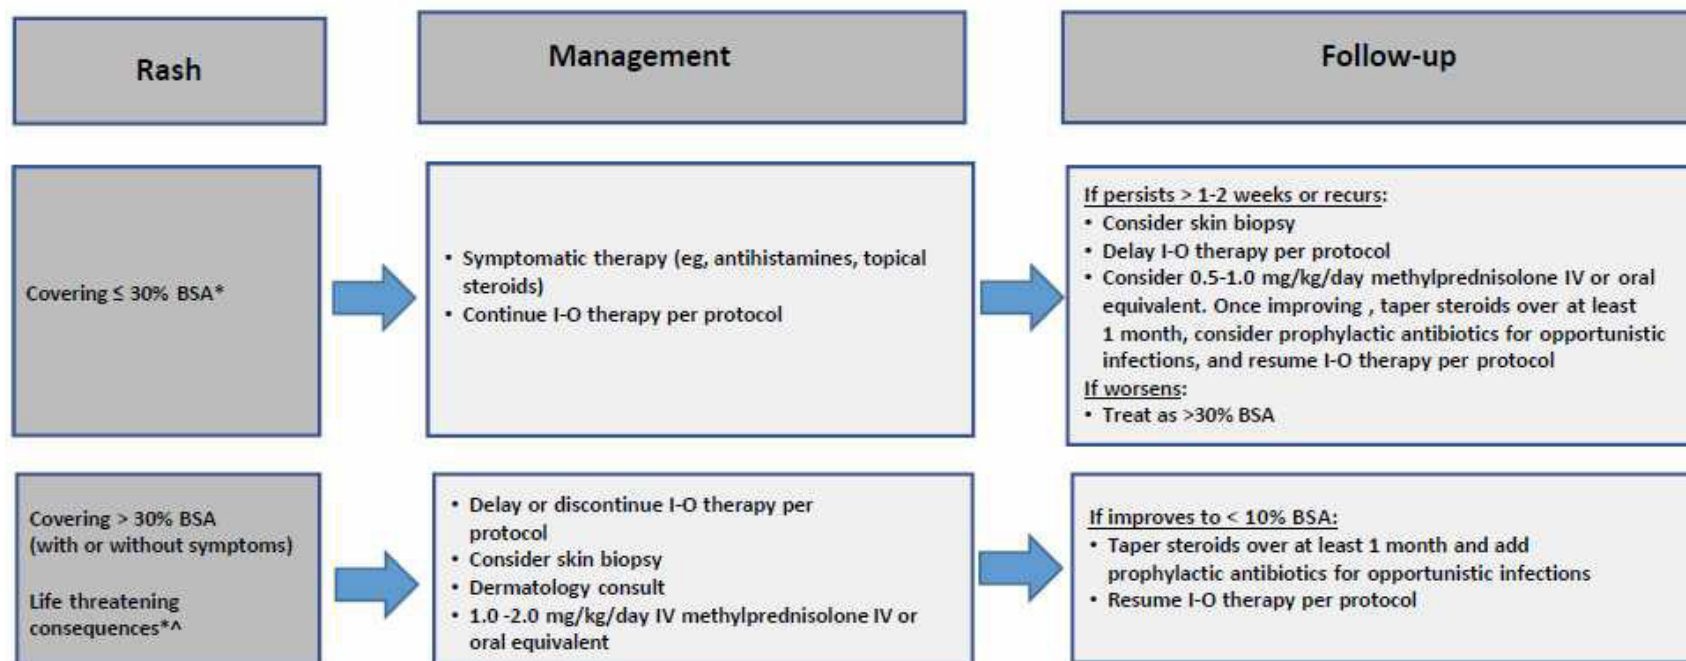 Rash
Management
Follow-up
Covering ≤ 30% BSA*
• Symptomatic therapy (eg, antihistamines, topical
steroids)
• Continue I-O therapy per protocol
If persists > 1-2 weeks or recurs:
• Consider skin biopsy
• Delay I-O therapy per protocol
• Consider 0.5-1.0 mg/kg/day methylprednisolone IV or oral
equivalent. Once improving , taper steroids over at least
1 month, consider prophylactic antibiotics for opportunistic
infections, and resume I-O therapy per protocol
If worsens:
• Treat as >30% BSA
Covering > 30% BSA
(with or without symptoms)
Life threatening
consequences*^
• Delay or discontinue I-O therapy per
protocol
• Consider skin biopsy
• Dermatology consult
• 1.0 -2.0 mg/kg/day IV methylprednisolone IV or
oral equivalent
If improves to < 10% BSA:
• Taper steroids over at least 1 month and add
prophylactic antibiotics for opportunistic infections
• Resume I-O therapy per protocol